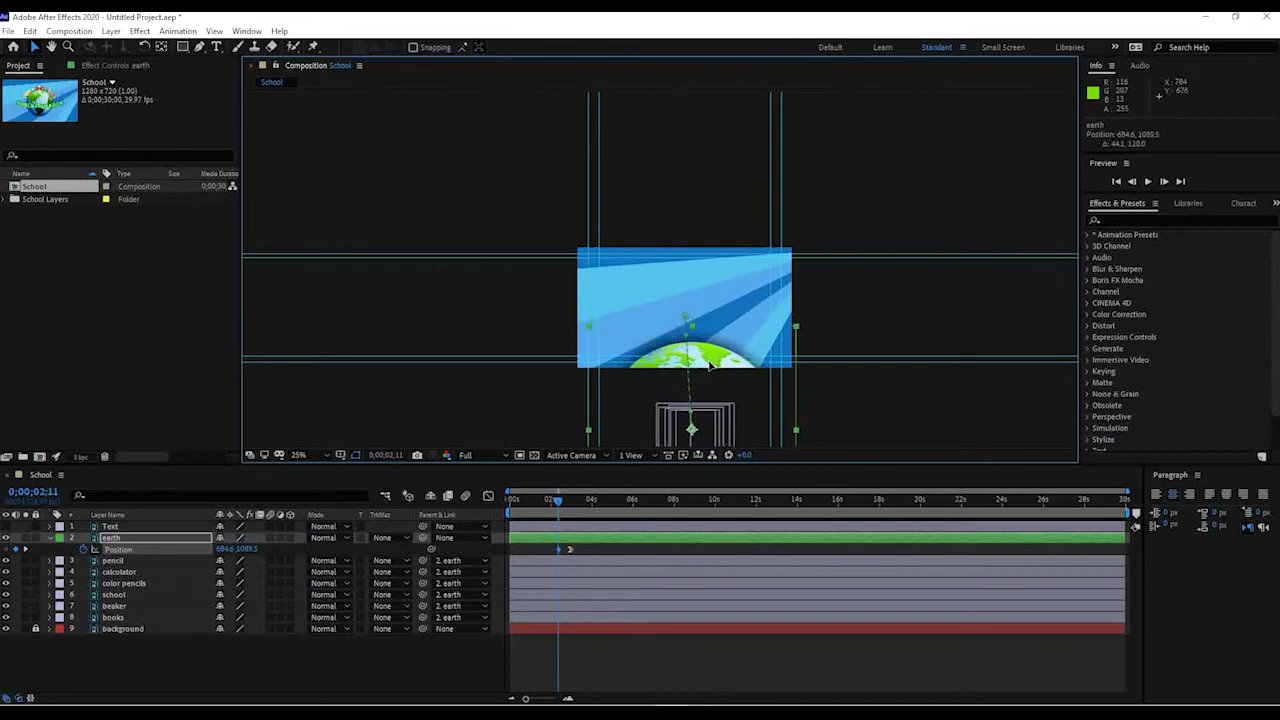 Adobe After Effects 2020 - Untitled Project.aep *
File Edit Composition Layer Effect Animation View Window Help
Snapping Default Learn Standard Small Screen Libraries Search Help
Project Effect Controls earth
School
1280 x 720 (1.00)
Δ 0;00;30;00, 29.97 fps
Name Type Size Media Duration
School Composition 0;00;30
School Layers Folder
8 bpc
Composition School
School
25% 0;00;02;11 Full Active Camera 1 View +0.0
Info Audio
R: 116
G: 207
B: 13
A: 255
X: 784
Y: 676
earth
Position: 684.6, 1089.5
Δ: 44.1, 120.0
Preview
Effects & Presets Libraries Charact
* Animation Presets
3D Channel
Audio
Blur & Sharpen
Boris FX Mocha
Channel
CINEMA 4D
Color Correction
Distort
Expression Controls
Generate
Immersive Video
Keying
Matte
Noise & Grain
Obsolete
Perspective
Simulation
Stylize
School
0;00;02;11
# Layer Name Mode T TrkMat Parent & Link
1 Text Normal None
2 earth Normal None None
Position 684.6, 1089.5
3 pencil Normal None 2. earth
4 calculator Normal None 2. earth
5 color pencils Normal None 2. earth
6 school Normal None 2. earth
7 beaker Normal None 2. earth
8 books Normal None 2. earth
9 background Normal None None
04s 06s 08s 10s 12s 14s 16s 18s 20s 22s 24s 26s 28s 30s
Paragraph
0 px 0 px 0 px
0 px 0 px